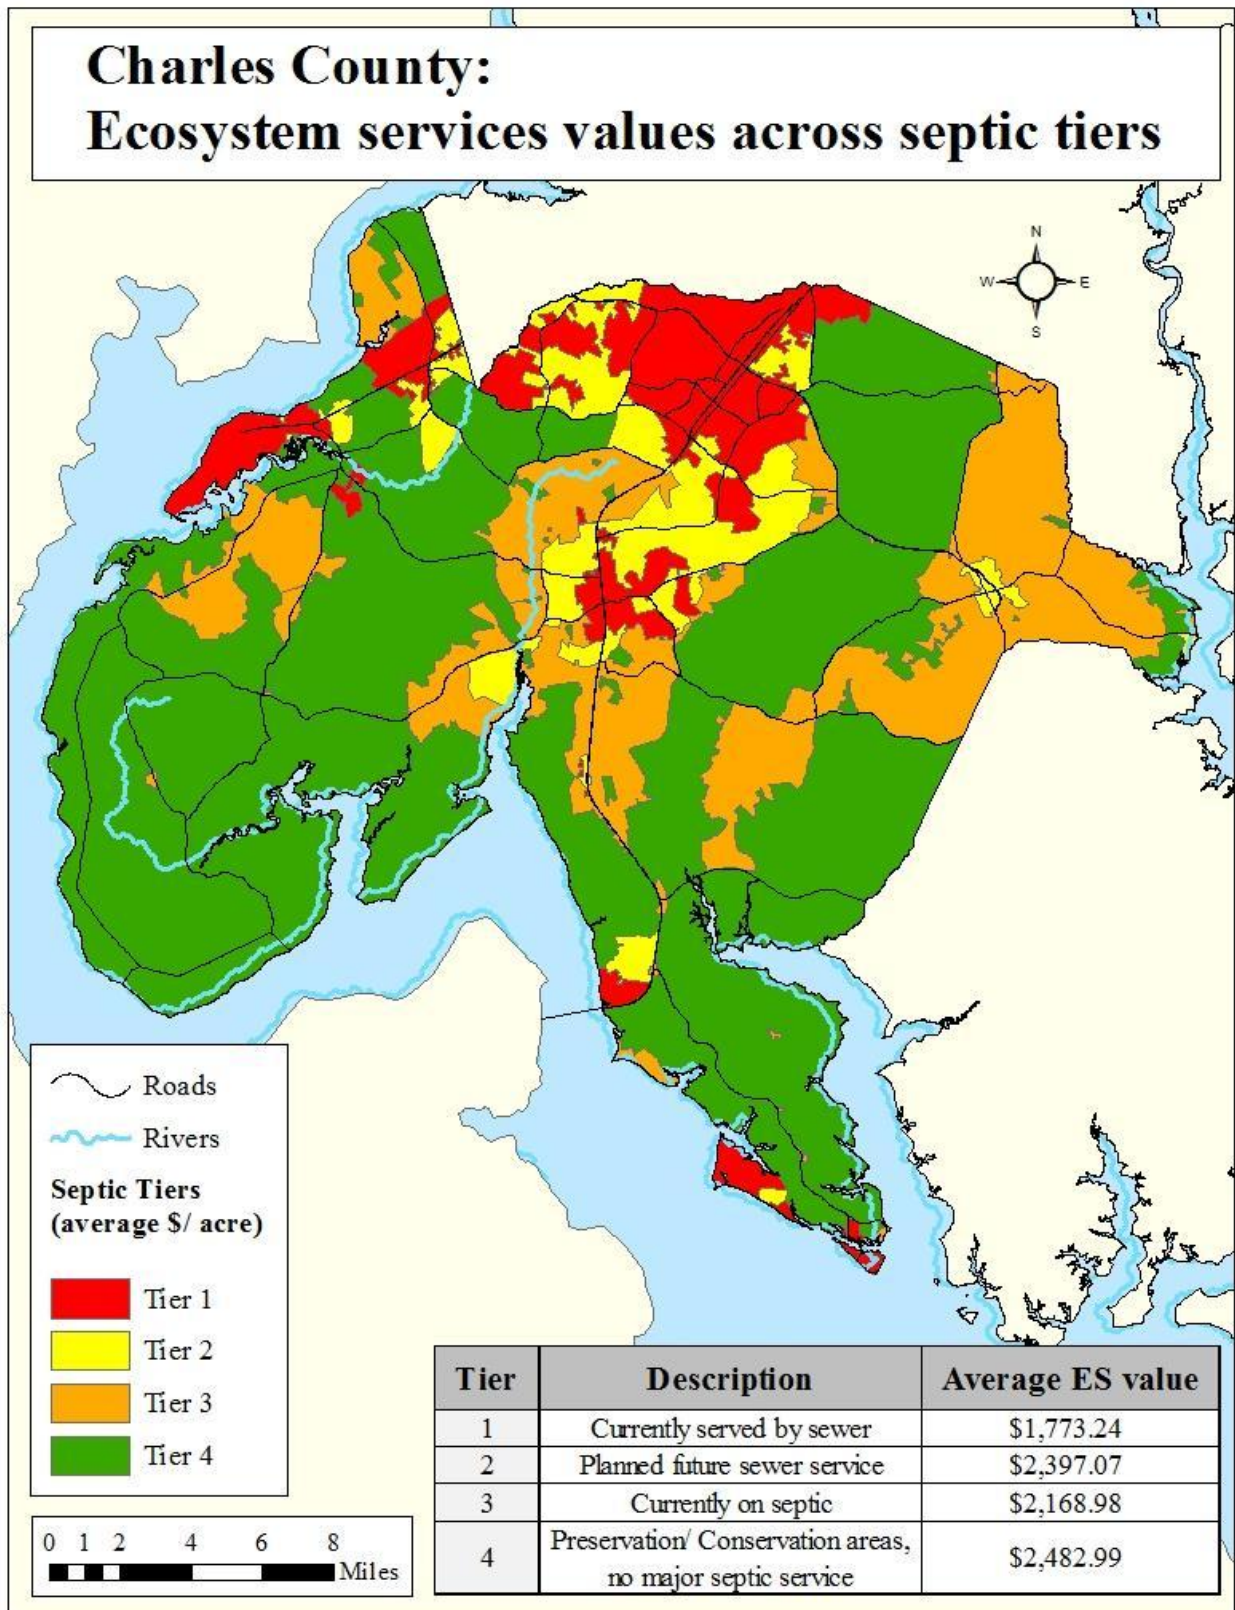 Charles County:
Ecosystem services values across septic tiers
N
W E
S
Roads
Rivers
Septic Tiers
(average $/ acre)
Tier 1
Tier 2
Tier 3
Tier 4
0 1 2 4 6 8
Miles
Tier Description Average ES value
1 Currently served by sewer $1,773.24
2 Planned future sewer service $2,397.07
3 Currently on septic $2,168.98
4 Preservation/ Conservation areas, $2,482.99
no major septic service